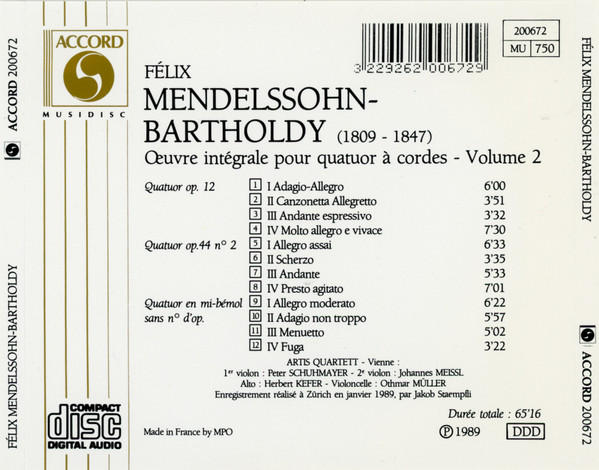 ACCORD 200672
FÉLIX MENDELSSOHN-BARTHOLDY
ACCORD
MUSIDISC
3 229262 006729
200672
MU 750
FÉLIX
MENDELSSOHN-
BARTHOLDY (1809 - 1847)
Œuvre intégrale pour quatuor à cordes - Volume 2
Quatuor op. 12 1 I Adagio-Allegro 6'00
2 II Canzonetta Allegretto 3'51
3 III Andante espressivo 3'32
4 IV Molto allegro e vivace 7'30
Quatuor op.44 nº 2 5 I Allegro assai 6'33
6 II Scherzo 3'35
7 III Andante 5'33
8 IV Presto agitato 7'01
Quatuor en mi-bémol 9 I Allegro moderato 6'22
sans nº d'op. 10 II Adagio non troppo 5'57
11 III Menuetto 5'02
12 IV Fuga 3'22
ARTIS QUARTETT - Vienne :
1er violon : Peter SCHUHMAYER - 2e violon : Johannes MEISSL
Alto : Herbert KEFER - Violoncelle : Othmar MÜLLER
Enregistrement réalisé à Zürich en janvier 1989, par Jakob Staempfli
Durée totale : 65'16
COMPACT
disc
DIGITAL AUDIO
Made in France by MPO
℗ 1989 DDD
FÉLIX MENDELSSOHN-BARTHOLDY
ACCORD 200672